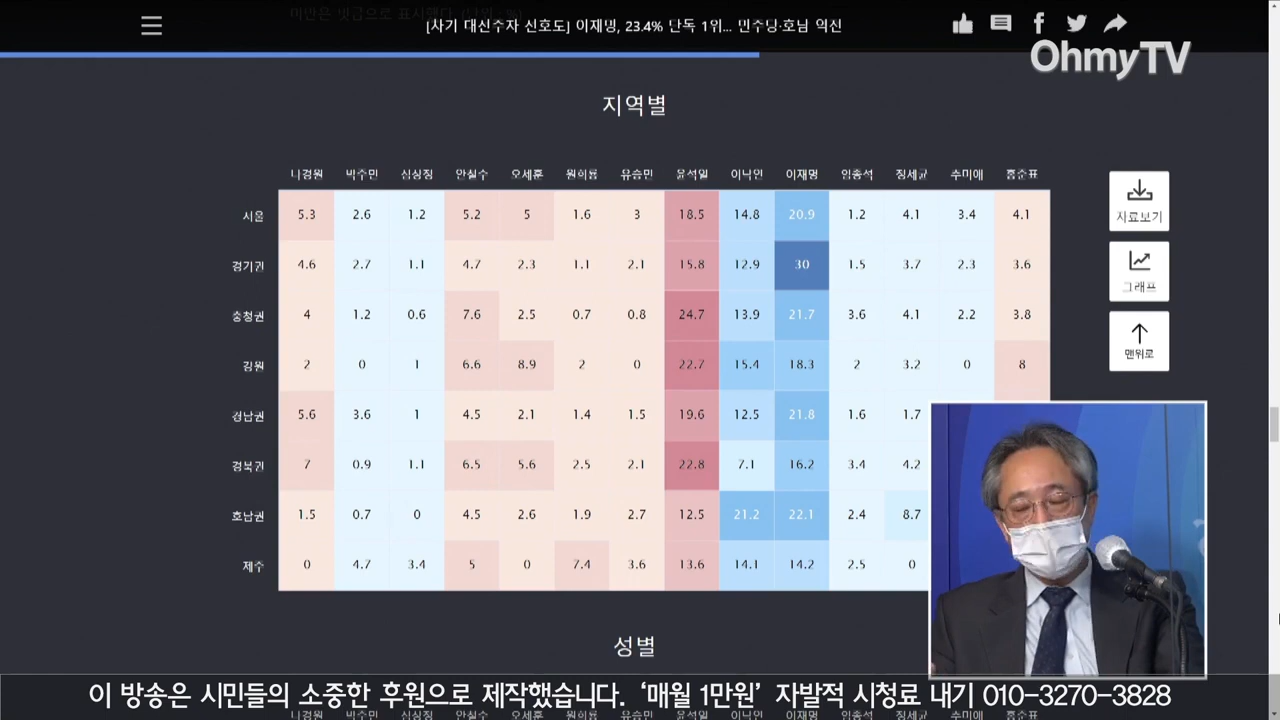 [차기 대선주자 선호도] 이재명, 23.4% 단독 1위... 민주당·호남 역전
OhmyTV
지역별
나경원 박주민 심상정 안철수 오세훈 원희룡 유승민 윤석열 이낙연 이재명 임종석 정세균 추미애 홍준표
서울 5.3 2.6 1.2 5.2 5 1.6 3 18.5 14.8 20.9 1.2 4.1 3.4 4.1
경기권 4.6 2.7 1.1 4.7 2.3 1.1 2.1 15.8 12.9 30 1.5 3.7 2.3 3.6
충청권 4 1.2 0.6 7.6 2.5 0.7 0.8 24.7 13.9 21.7 3.6 4.1 2.2 3.8
강원 2 0 1 6.6 8.9 2 0 22.7 15.4 18.3 2 3.2 0 8
경남권 5.6 3.6 1 4.5 2.1 1.4 1.5 19.6 12.5 21.8 1.6 1.7
경북권 7 0.9 1.1 6.5 5.6 2.5 2.1 22.8 7.1 16.2 3.4 4.2
호남권 1.5 0.7 0 4.5 2.6 1.9 2.7 12.5 21.2 22.1 2.4 8.7
제주 0 4.7 3.4 5 0 7.4 3.6 13.6 14.1 14.2 2.5 0
자료보기
그래프
맨위로
성별
이 방송은 시민들의 소중한 후원으로 제작했습니다. ‘매월 1만원’ 자발적 시청료 내기 010-3270-3828